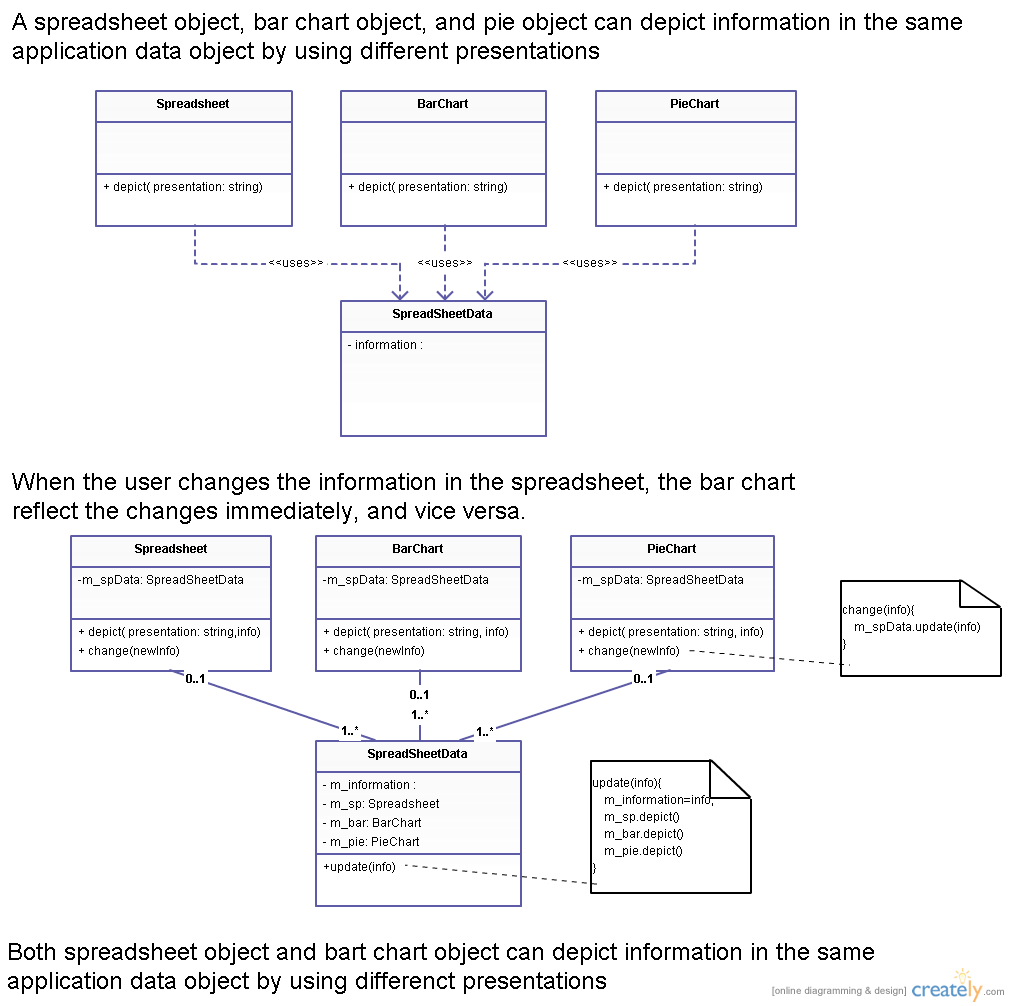 A spreadsheet object, bar chart object, and pie object can depict information in the same
application data object by using different presentations
Spreadsheet
BarChart
PieChart
+ depict( presentation: string)
+ depict( presentation: string)
+ depict( presentation: string)
<<uses>>
<<uses>>
<<uses>>
SpreadSheetData
- information :
When the user changes the information in the spreadsheet, the bar chart
reflect the changes immediately, and vice versa.
Spreadsheet
-m_spData: SpreadSheetData
+ depict( presentation: string,info)
+ change(newInfo)
BarChart
-m_spData: SpreadSheetData
+ depict( presentation: string, info)
+ change(newInfo)
PieChart
-m_spData: SpreadSheetData
+ depict( presentation: string, info)
+ change(newInfo)
change(info){
m_spData.update(info)
}
0..1
0..1
0..1
1..*
1..*
1..*
SpreadSheetData
- m_information :
- m_sp: Spreadsheet
- m_bar: BarChart
- m_pie: PieChart
+update(info)
update(info){
m_information=info;
m_sp.depict()
m_bar.depict()
m_pie.depict()
}
Both spreadsheet object and bart chart object can depict information in the same
application data object by using differenct presentations
[online diagramming & design] creately.com